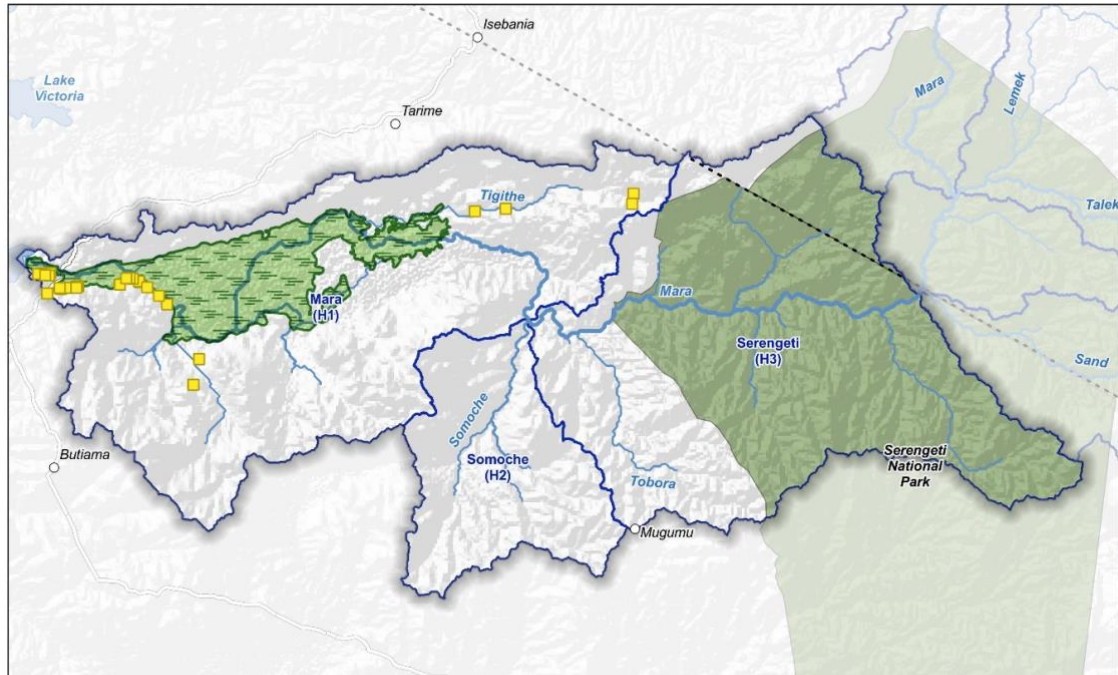 Isebania
Lake
Victoria
Mara
Lemek
Tarime
Tigithe
Talek
Mara
(H1)
Mara
Serengeti
(H3)
Sand
Somoche
Somoche
(H2)
Tobora
Serengeti
National
Park
Butiama
Mugumu